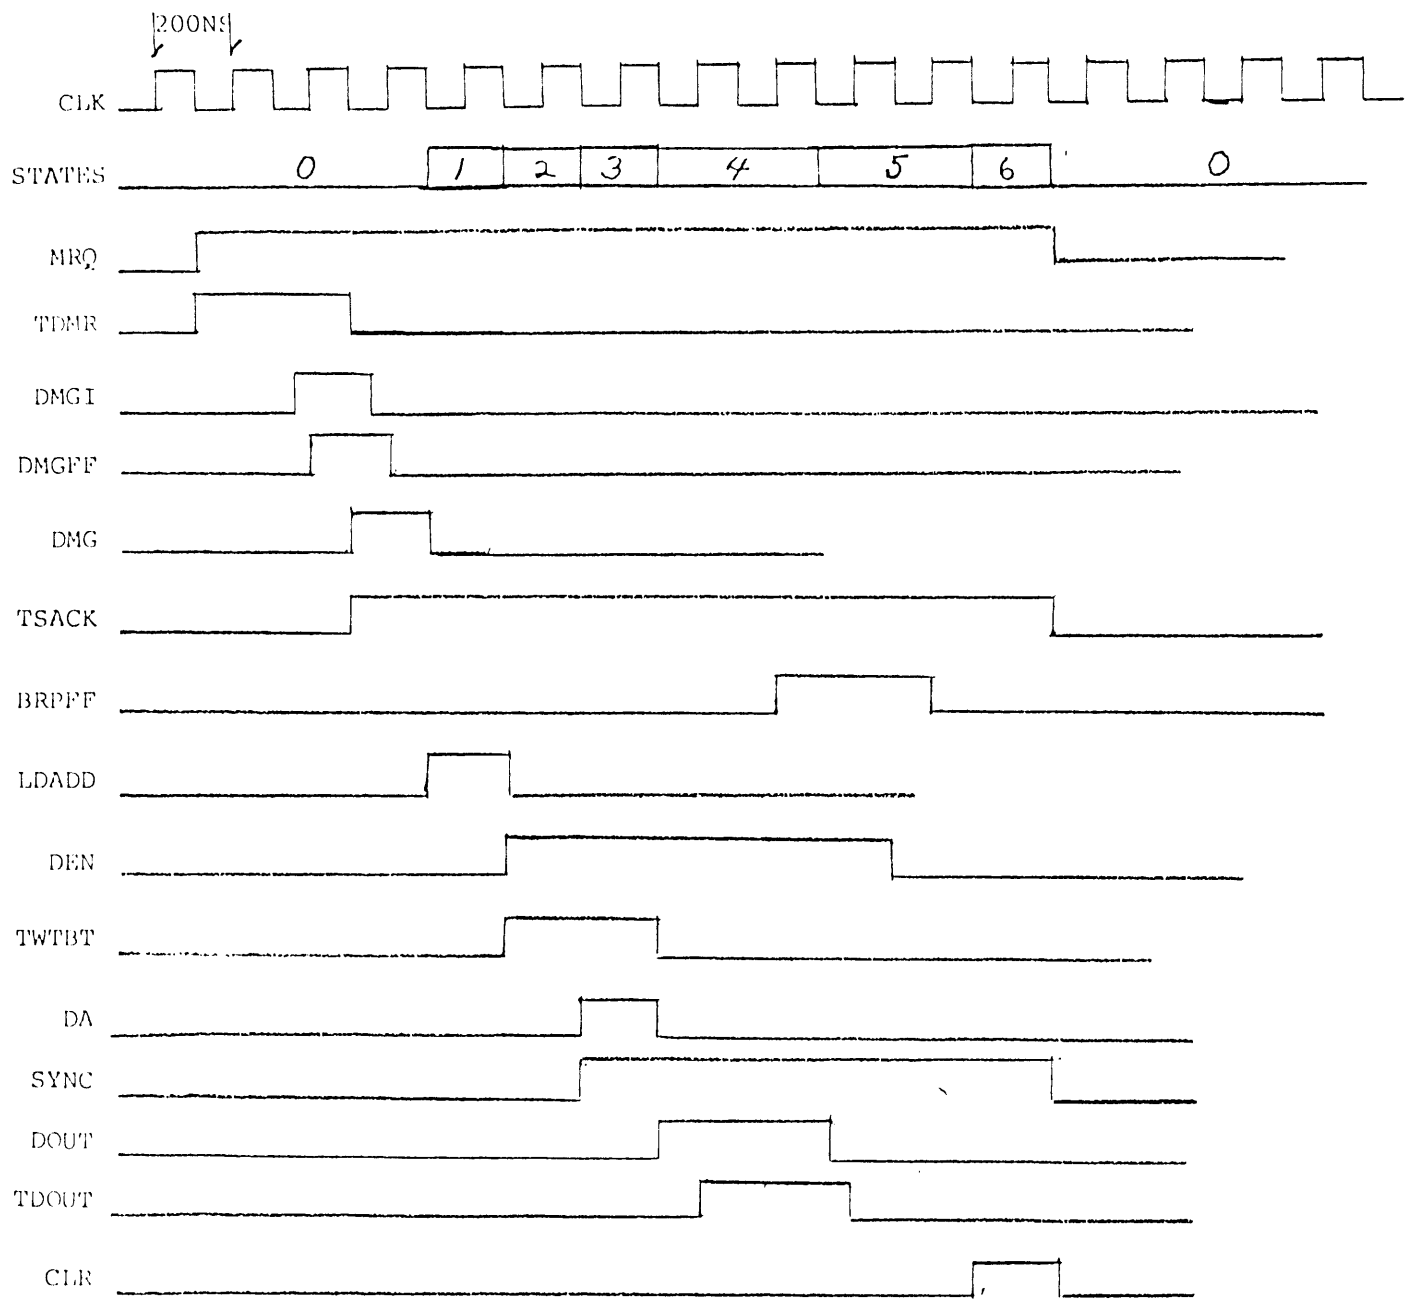 200NS
CLK
STATES 0 1 2 3 4 5 6 0
MRQ
TDMR
DMGI
DMGFF
DMG
TSACK
BRPFF
LDADD
DEN
TWTBT
DA
SYNC
DOUT
TDOUT
CLR